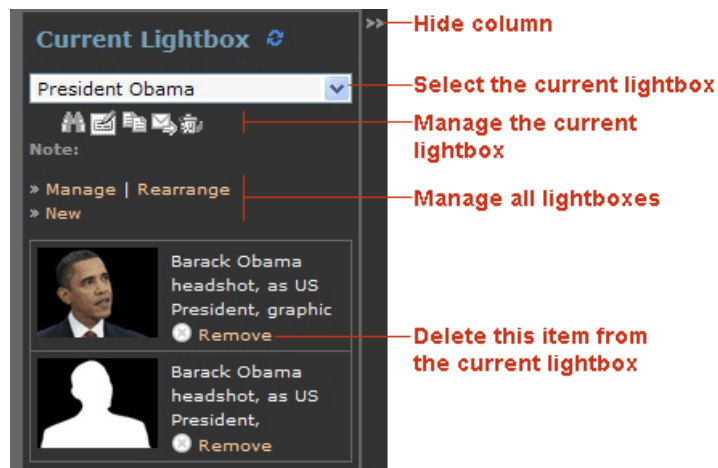 Current Lightbox
>> Hide column
President Obama
Select the current lightbox
Manage the current
lightbox
Note:
» Manage | Rearrange
» New
Manage all lightboxes
Barack Obama
headshot, as US
President, graphic
Remove
Delete this item from
the current lightbox
Barack Obama
headshot, as US
President,
Remove